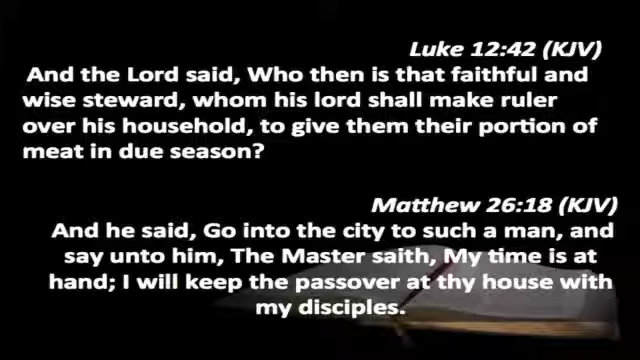 Luke 12:42 (KJV)
And the Lord said, Who then is that faithful and
wise steward, whom his lord shall make ruler
over his household, to give them their portion of
meat in due season?
Matthew 26:18 (KJV)
And he said, Go into the city to such a man, and
say unto him, The Master saith, My time is at
hand; I will keep the passover at thy house with
my disciples.